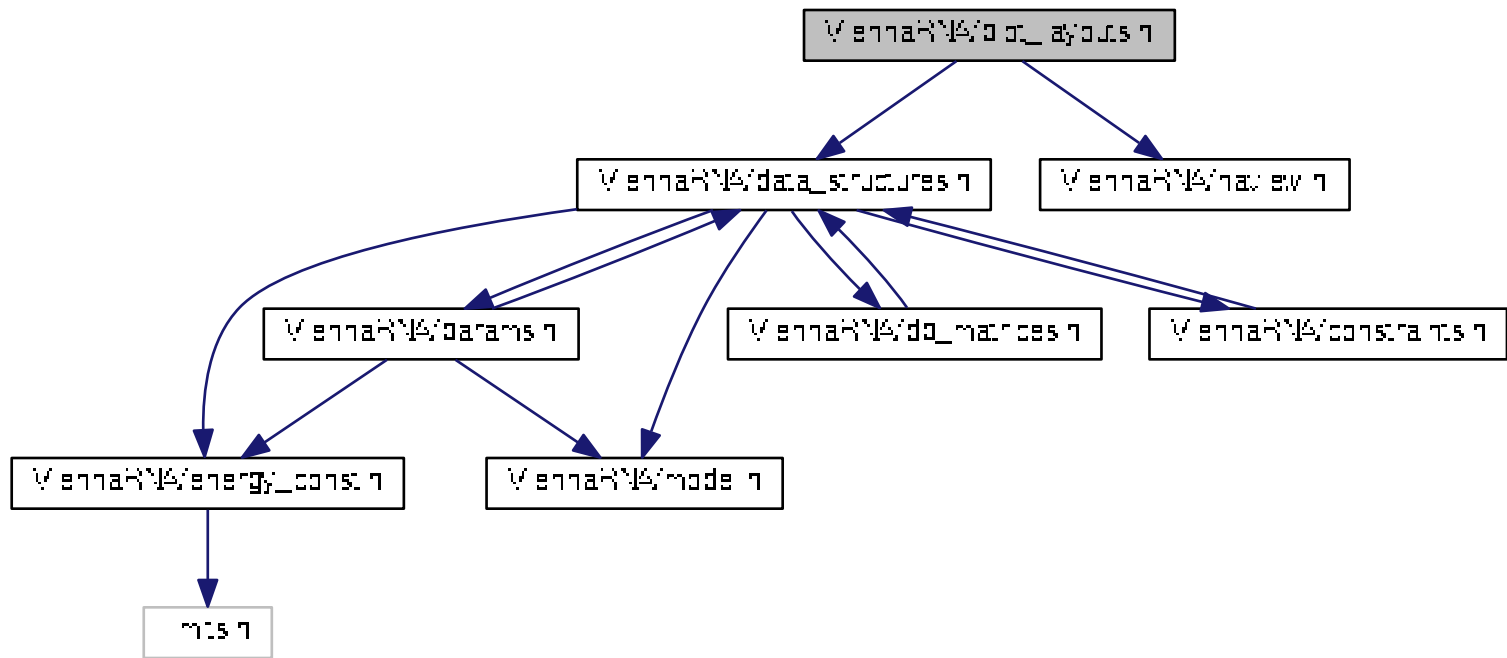 ViennaRNA/plot_layouts.h
ViennaRNA/data_structures.h
ViennaRNA/naview.h
ViennaRNA/params.h
ViennaRNA/dp_matrices.h
ViennaRNA/constraints.h
ViennaRNA/energy_const.h
ViennaRNA/model.h
limits.h